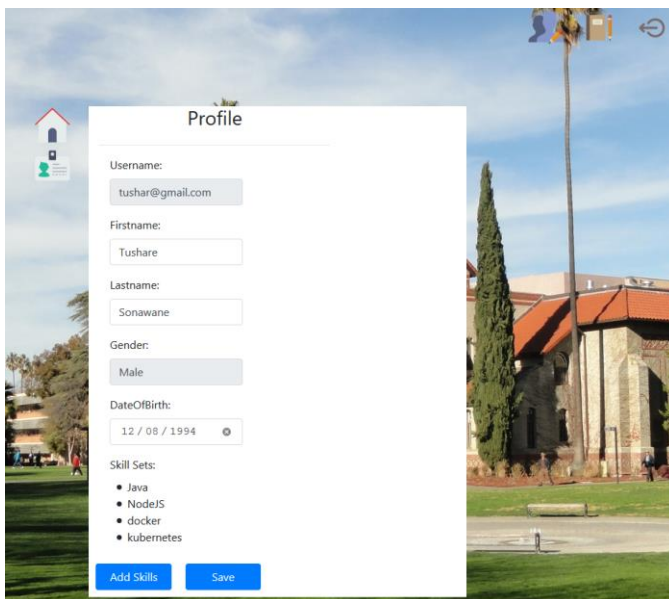 Profile
Username:
tushar@gmail.com
Firstname:
Tushare
Lastname:
Sonawane
Gender:
Male
DateOfBirth:
12 / 08 / 1994
Skill Sets:
Java
NodeJS
docker
kubernetes
Add Skills Save